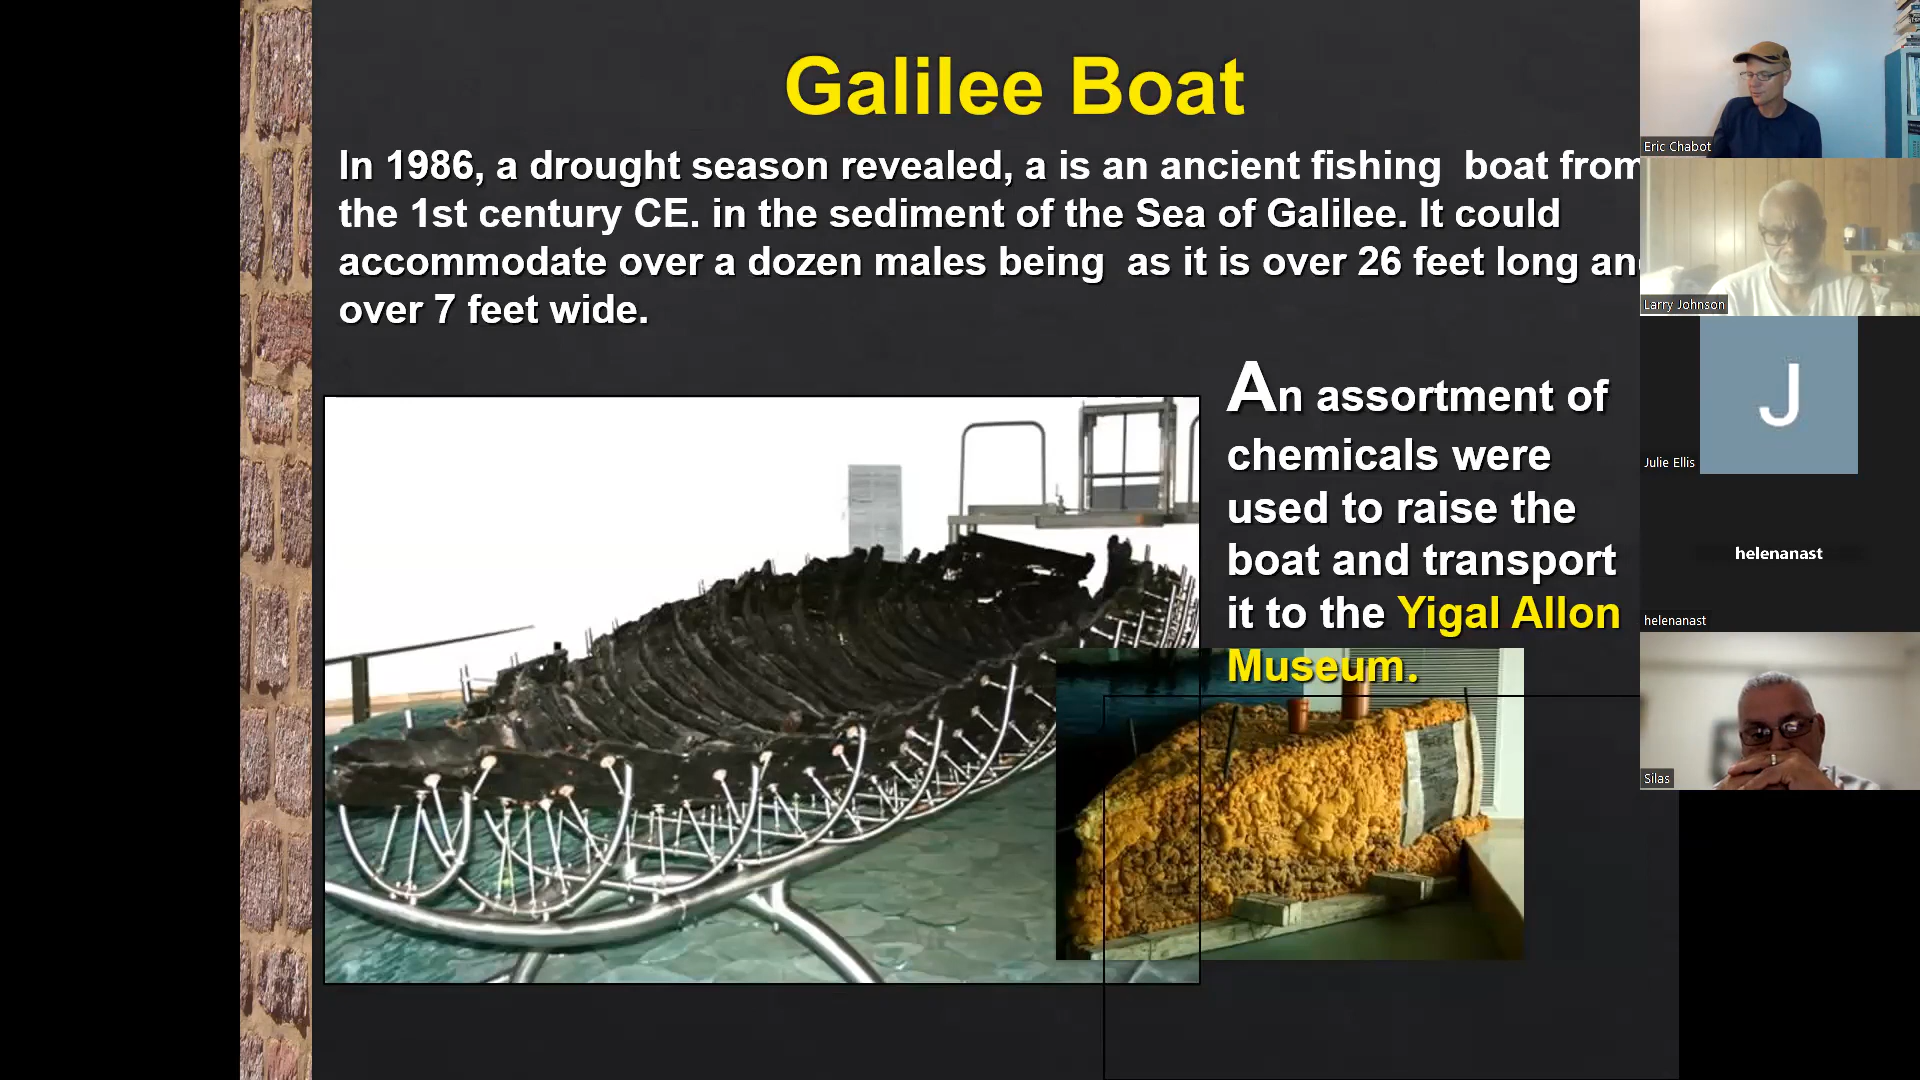 Galilee Boat
In 1986, a drought season revealed, a is an ancient fishing boat from
the 1st century CE. in the sediment of the Sea of Galilee. It could
accommodate over a dozen males being as it is over 26 feet long an
over 7 feet wide.
An assortment of
chemicals were
used to raise the
boat and transport
it to the Yigal Allon
Museum.
Eric Chabot
Larry Johnson
J
Julie Ellis
helenanast
helenanast
Silas